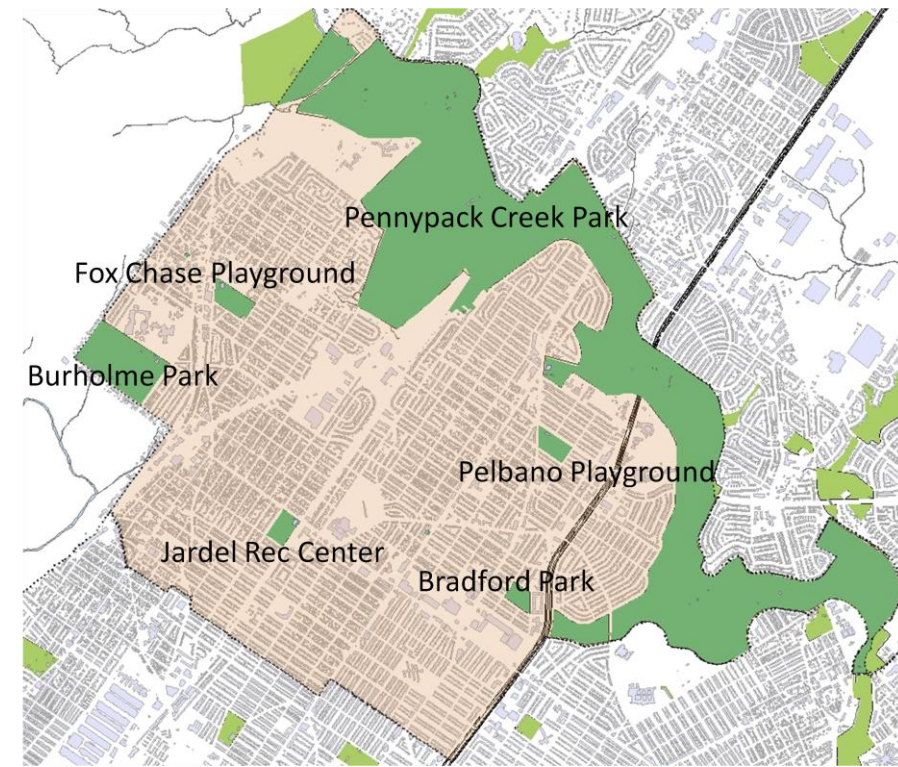 Pennypack Creek Park
Fox Chase Playground
Burholme Park
Pelbano Playground
Jardel Rec Center
Bradford Park